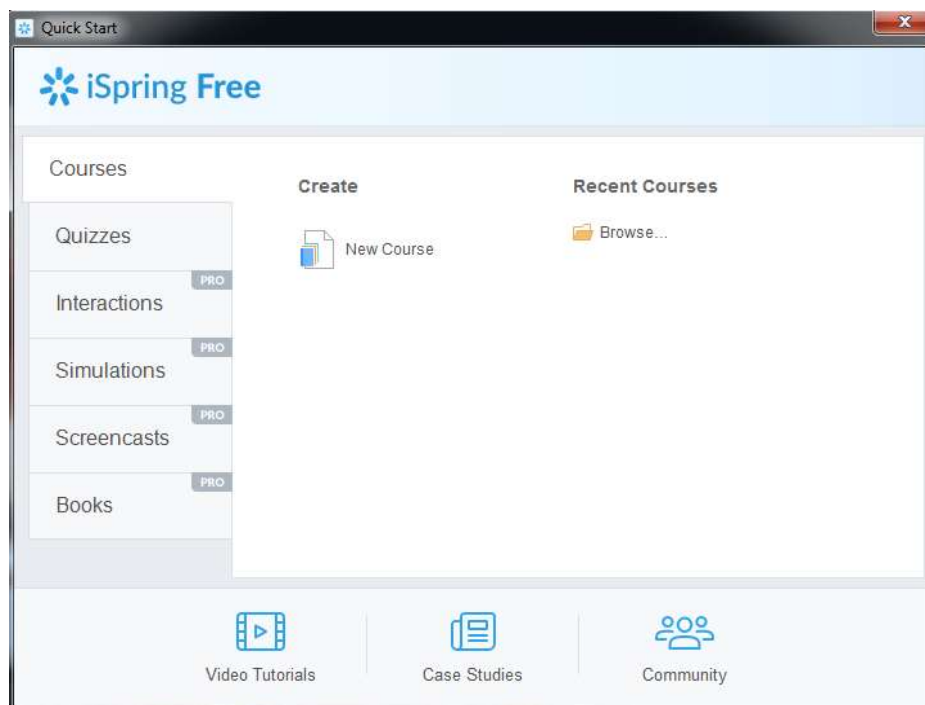 Quick Start
iSpring Free
Courses
Quizzes
PRO
Interactions
PRO
Simulations
PRO
Screencasts
PRO
Books
Create
New Course
Recent Courses
Browse...
Video Tutorials
Case Studies
Community